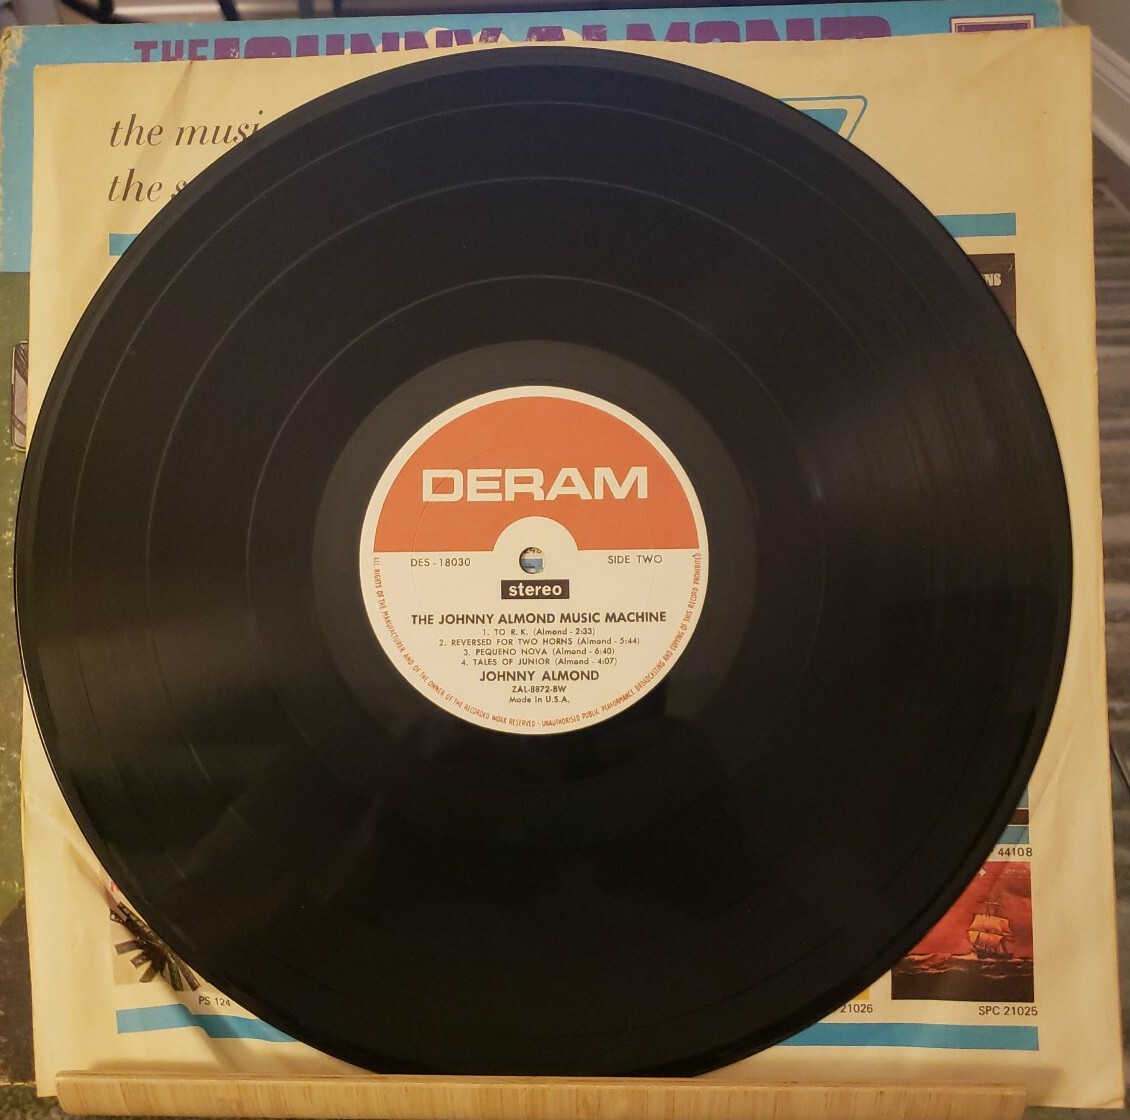 THE JOHNNY ALMOND
the musi
the s
NS
DERAM
DES - 18030
SIDE TWO
stereo
THE JOHNNY ALMOND MUSIC MACHINE
1. TO R. K. (Almond - 2:33)
2. REVERSED FOR TWO HORNS (Almond - 5:44)
3. PEQUENO NOVA (Almond - 6:40)
4. TALES OF JUNIOR (Almond - 4:07)
JOHNNY ALMOND
ZAL-8872-BW
Made in U.S.A.
ALL RIGHTS OF THE MANUFACTURER AND OF THE OWNER OF THE RECORDED WORK RESERVED - UNAUTHORISED PUBLIC PERFORMANCE BROADCASTING AND COPYING OF THIS RECORD PROHIBITED
44108
PS 124
21026
SPC 21025